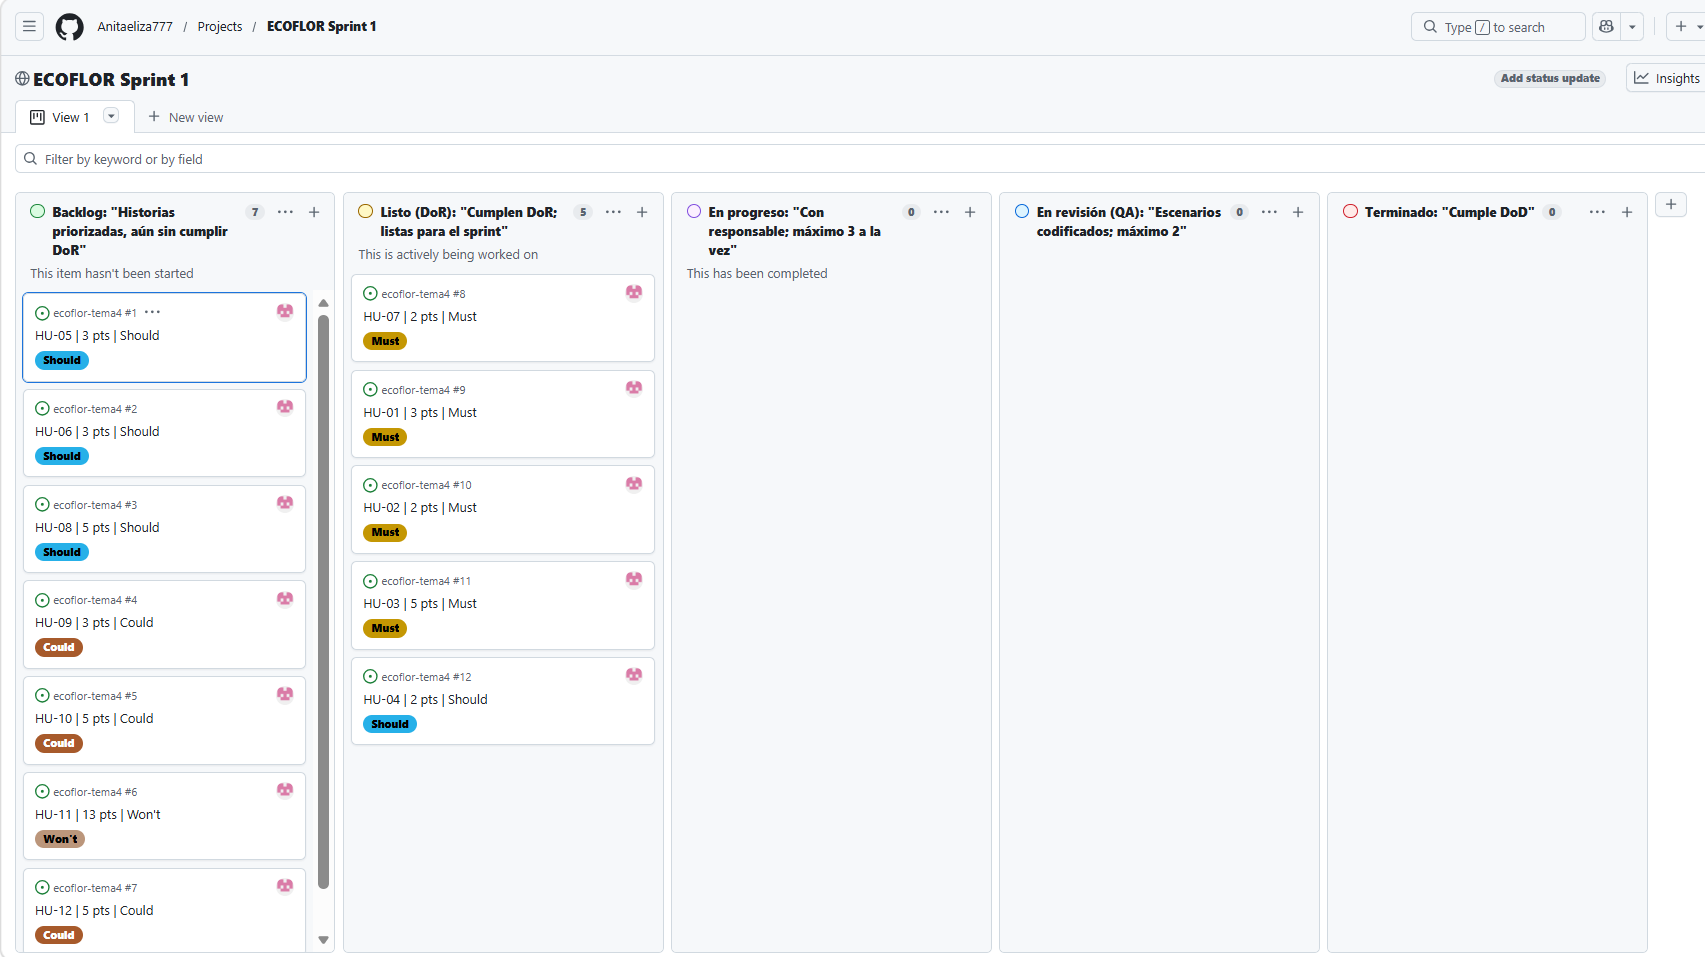 Anitaeliza777 / Projects / ECOFLOR Sprint 1
Type / to search
ECOFLOR Sprint 1
Add status update
Insights
View 1
New view
Filter by keyword or by field
Backlog: "Historias
priorizadas, aún sin cumplir
DoR"
7
This item hasn't been started
ecoflor-tema4 #1
HU-05 | 3 pts | Should
Should
ecoflor-tema4 #2
HU-06 | 3 pts | Should
Should
ecoflor-tema4 #3
HU-08 | 5 pts | Should
Should
ecoflor-tema4 #4
HU-09 | 3 pts | Could
Could
ecoflor-tema4 #5
HU-10 | 5 pts | Could
Could
ecoflor-tema4 #6
HU-11 | 13 pts | Won't
Won't
ecoflor-tema4 #7
HU-12 | 5 pts | Could
Could
Listo (DoR): "Cumplen DoR;
listas para el sprint"
5
This is actively being worked on
ecoflor-tema4 #8
HU-07 | 2 pts | Must
Must
ecoflor-tema4 #9
HU-01 | 3 pts | Must
Must
ecoflor-tema4 #10
HU-02 | 2 pts | Must
Must
ecoflor-tema4 #11
HU-03 | 5 pts | Must
Must
ecoflor-tema4 #12
HU-04 | 2 pts | Should
Should
En progreso: "Con
responsable; máximo 3 a la
vez"
0
This has been completed
En revisión (QA): "Escenarios
codificados; máximo 2"
0
Terminado: "Cumple DoD"
0